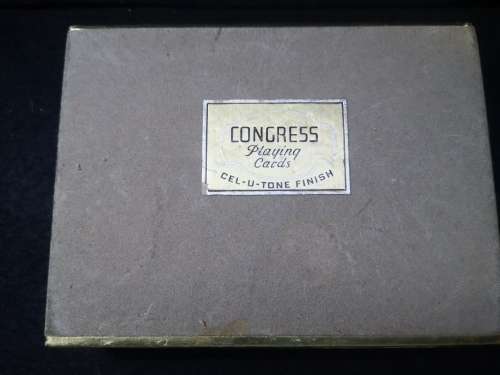 CONGRESS
Playing
Cards
CEL-U-TONE FINISH